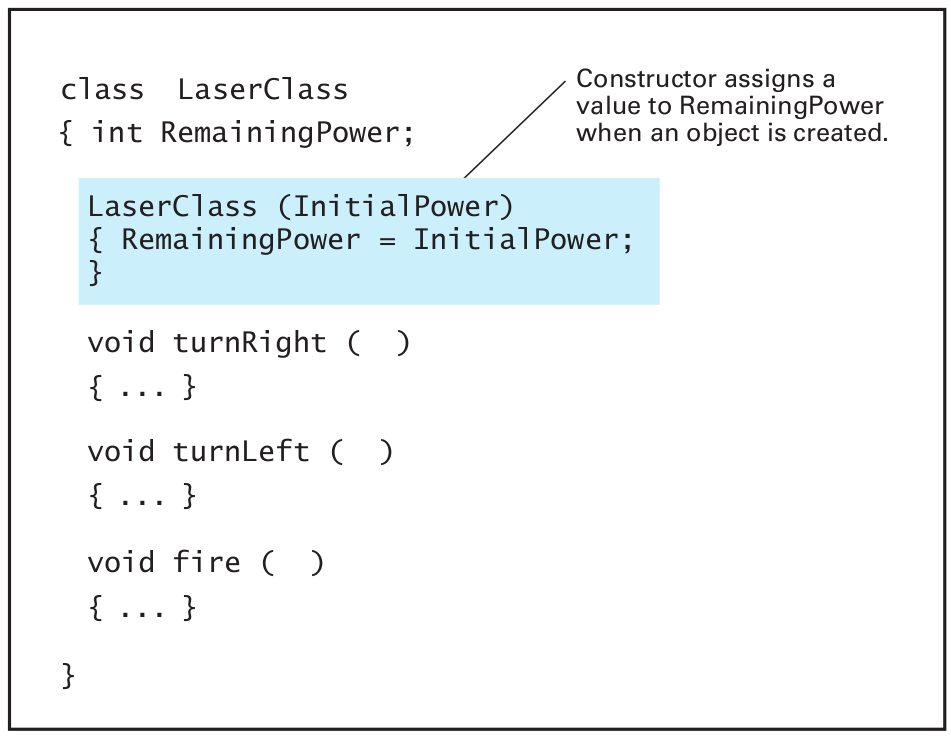 class  LaserClass
{ int RemainingPower;
Constructor assigns a
value to RemainingPower
when an object is created.
LaserClass (InitialPower)
{ RemainingPower = InitialPower;
}
void turnRight (  )
{ ... }
void turnLeft (  )
{ ... }
void fire (  )
{ ... }
}